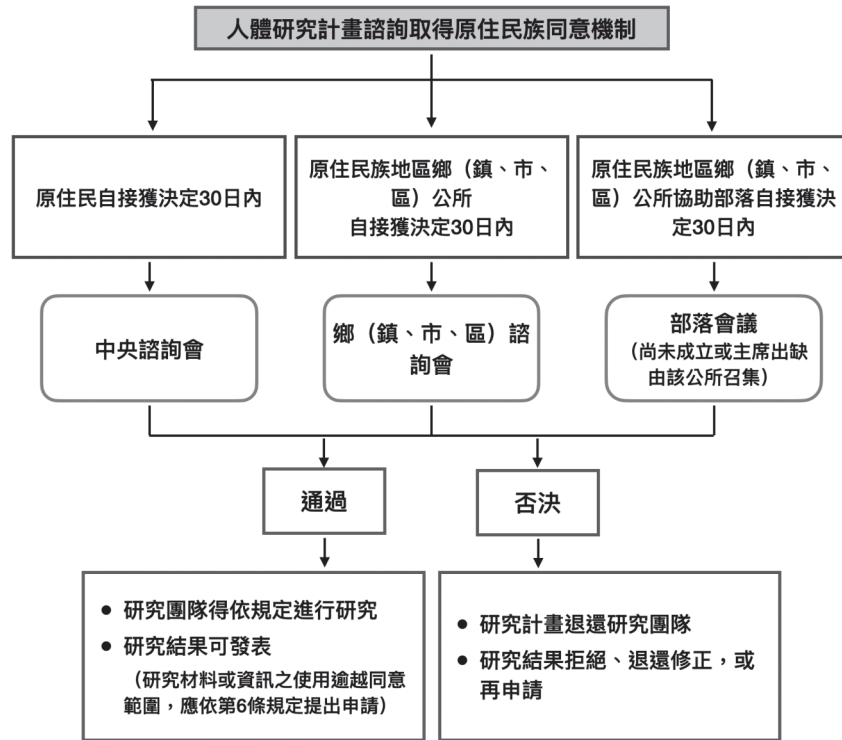 人體研究計畫諮詢取得原住民族同意機制
原住民自接獲決定30日內
原住民族地區鄉（鎮、市、
區）公所
自接獲決定30日內
原住民族地區鄉（鎮、市、
區）公所協助部落自接獲決
定30日內
中央諮詢會
鄉（鎮、市、區）諮
詢會
部落會議
（尚未成立或主席出缺
由該公所召集）
通過
否決
● 研究團隊得依規定進行研究
● 研究結果可發表
（研究材料或資訊之使用逾越同意
範圍，應依第6條規定提出申請）
● 研究計畫退還研究團隊
● 研究結果拒絕、退還修正，或
再申請